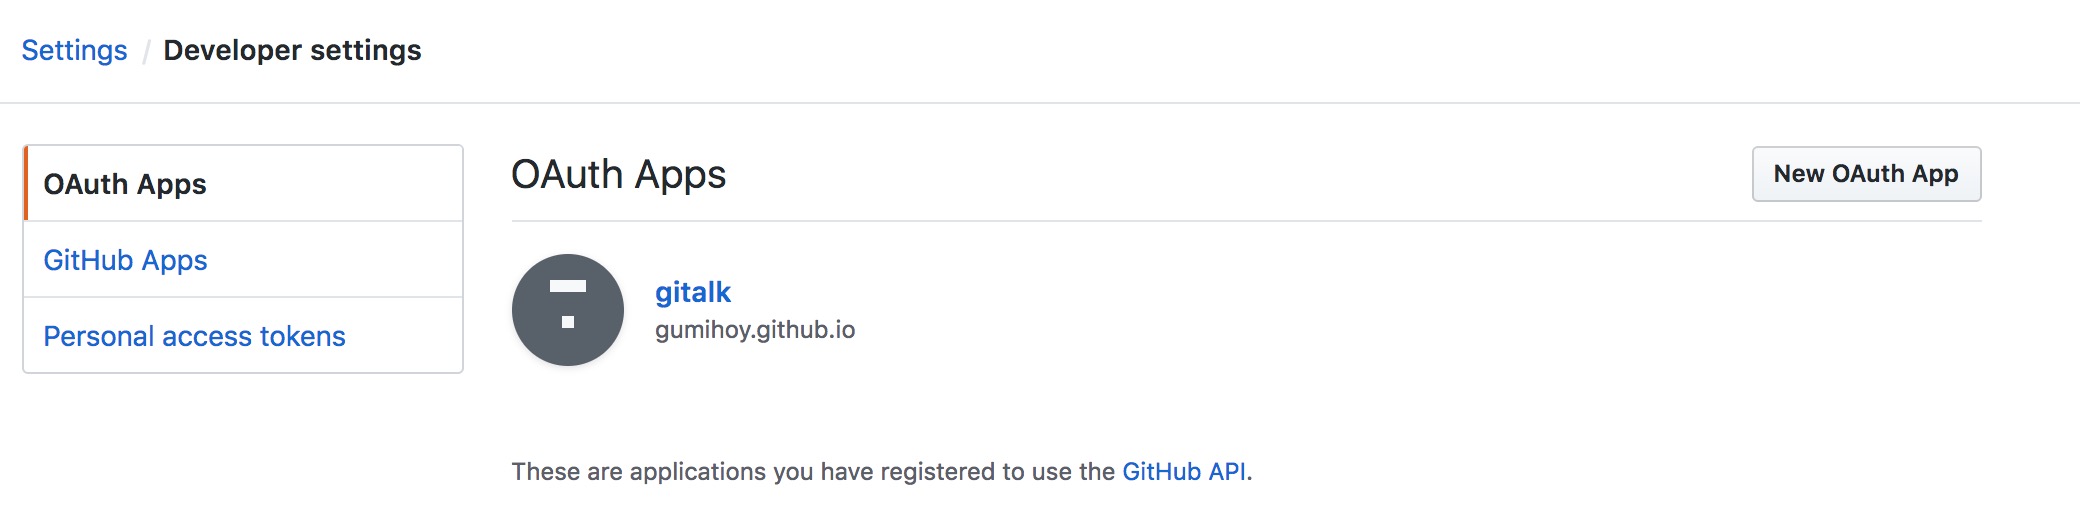 Settings / Developer settings
OAuth Apps
GitHub Apps
Personal access tokens
OAuth Apps
New OAuth App
gitalk
gumihoy.github.io
These are applications you have registered to use the GitHub API.